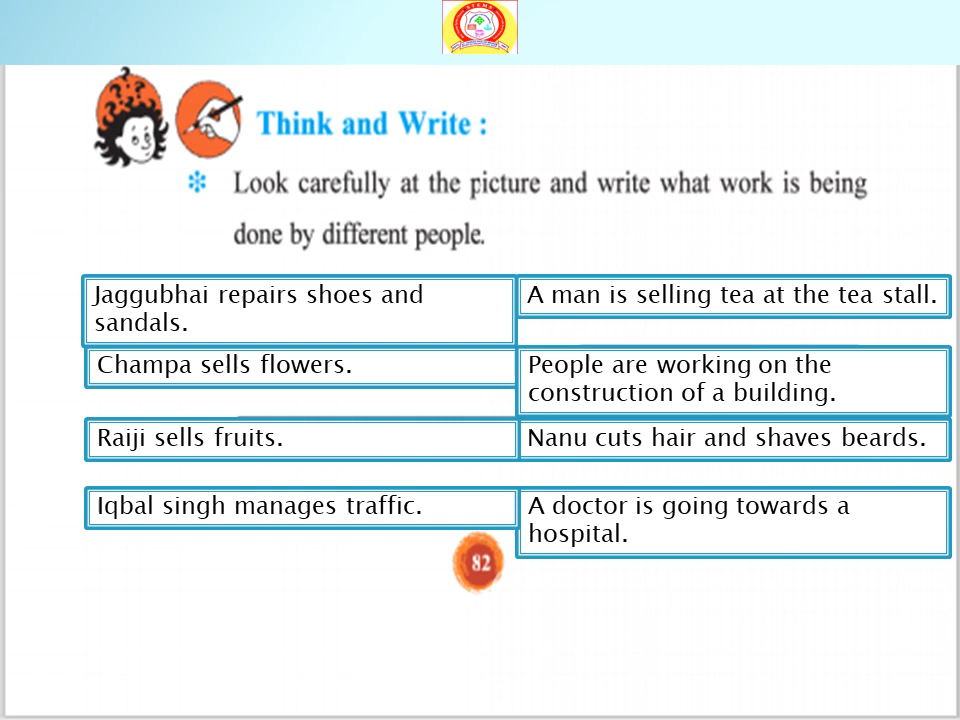 Think and Write :
Look carefully at the picture and write what work is being
done by different people.
Jaggubhai repairs shoes and
sandals.
A man is selling tea at the tea stall.
Champa sells flowers.
People are working on the
construction of a building.
Raiji sells fruits.
Nanu cuts hair and shaves beards.
Iqbal singh manages traffic.
A doctor is going towards a
hospital.
82